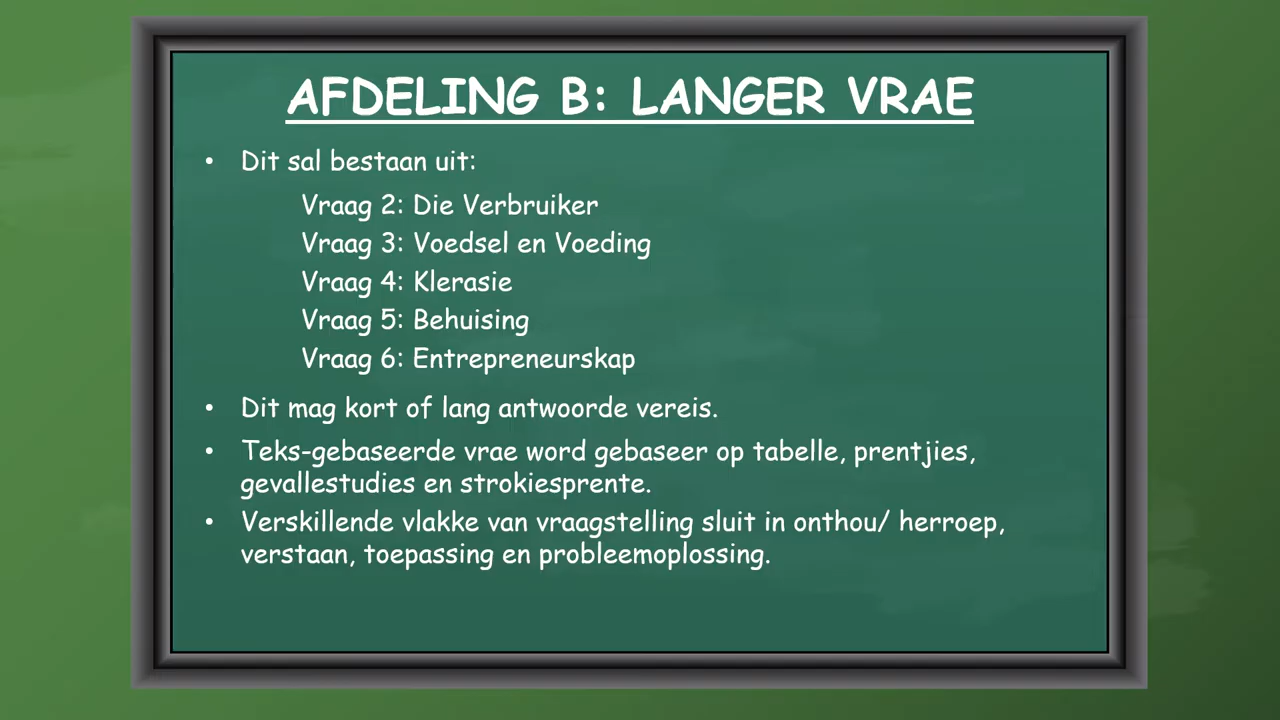 AFDELING B: LANGER VRAE
• Dit sal bestaan uit:
Vraag 2: Die Verbruiker
Vraag 3: Voedsel en Voeding
Vraag 4: Klerasie
Vraag 5: Behuising
Vraag 6: Entrepreneurskap
• Dit mag kort of lang antwoorde vereis.
• Teks-gebaseerde vrae word gebaseer op tabelle, prentjies,
gevallestudies en strokiesprente.
• Verskillende vlakke van vraagstelling sluit in onthou/ herroep,
verstaan, toepassing en probleemoplossing.